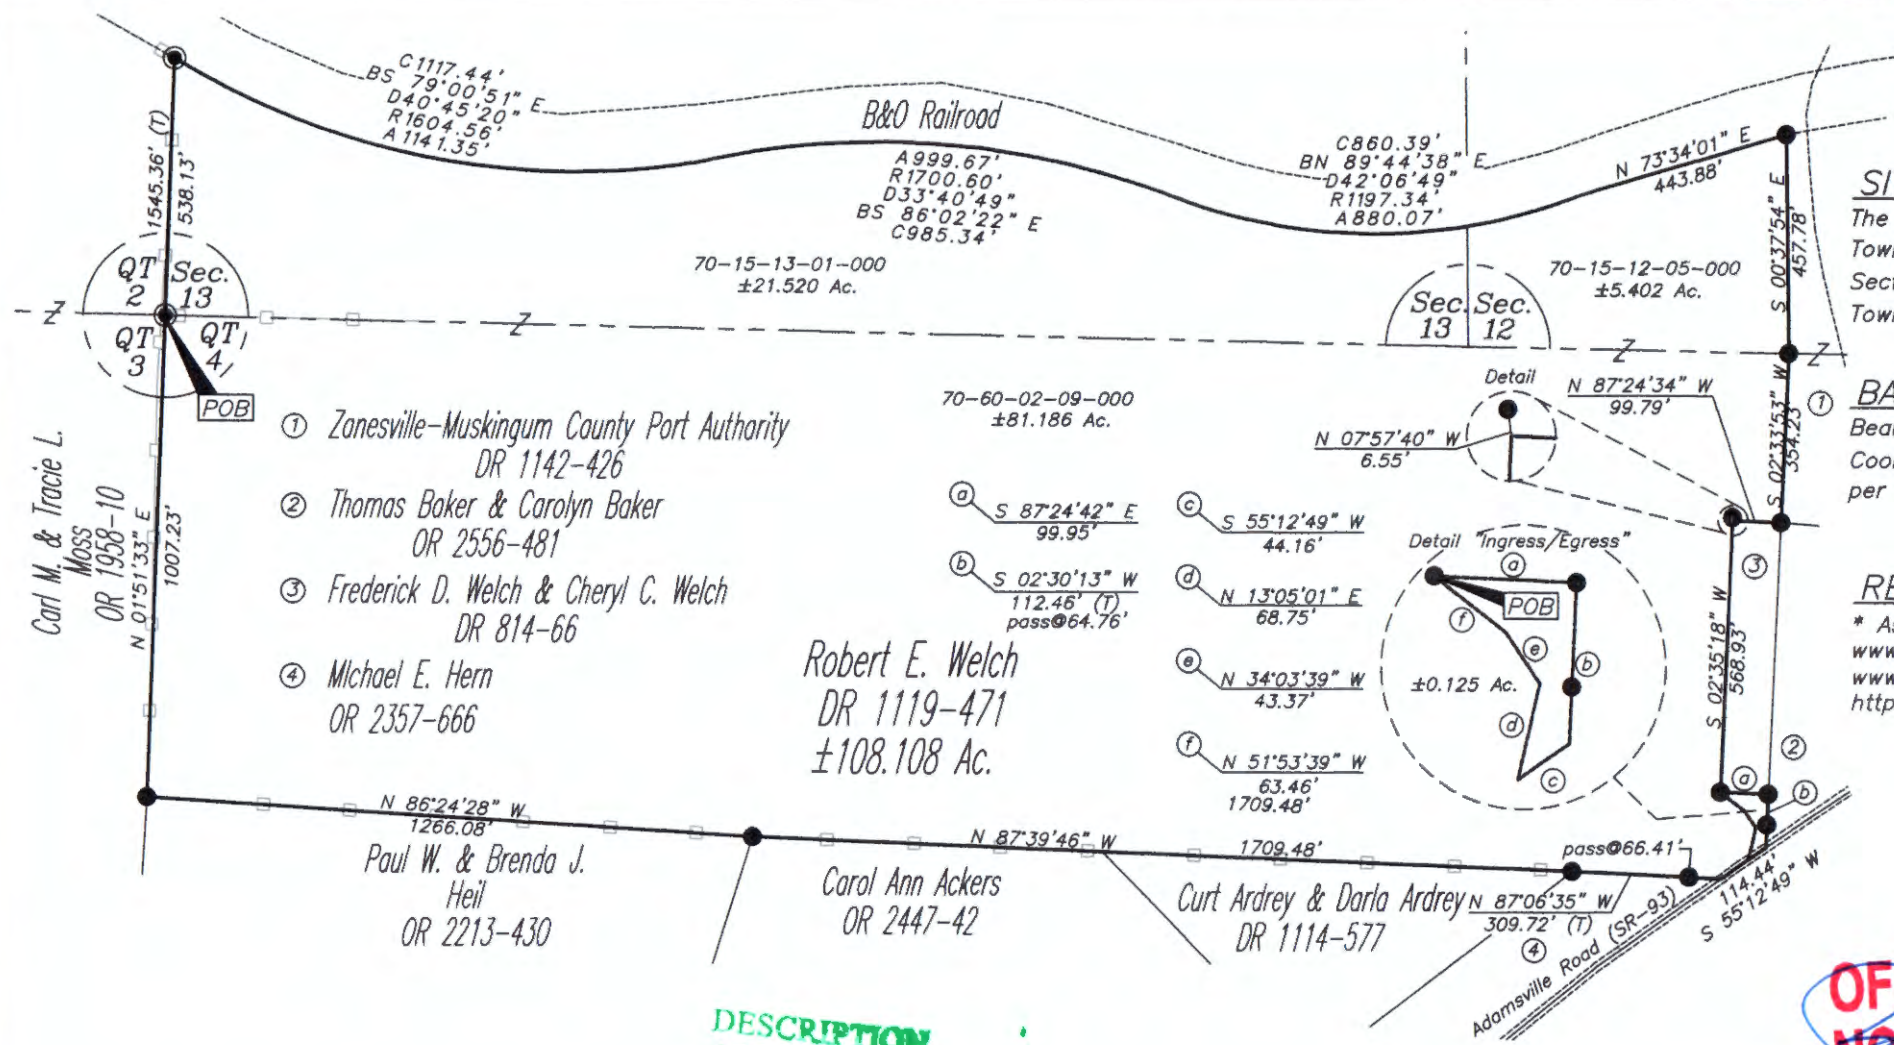 C1117.44'
BS 79°00'51" E
D40°45'20"
R1604.56'
A1141.35'
B&O Railroad
A999.67'
R1700.60'
D33°40'49"
BS 86°02'22" E
C985.34'
C860.39'
BN 89°44'38" E
D42°06'49"
R1197.34'
A880.07'
N 73°34'01" E
443.88'
1545.36' (T)
538.13'
S 00°37'54" E
457.78'
QT
2
Sec.
13
QT
3
QT
4
POB
70-15-13-01-000
±21.520 Ac.
70-15-12-05-000
±5.402 Ac.
Sec.
13
Sec.
12
Z
Z
Z
Z
70-60-02-09-000
±81.186 Ac.
Detail
N 87°24'34" W
99.79'
N 07°57'40" W
6.55'
S 02°33'53" W
354.23'
1
1 Zanesville-Muskingum County Port Authority
DR 1142-426
2 Thomas Baker & Carolyn Baker
OR 2556-481
3 Frederick D. Welch & Cheryl C. Welch
DR 814-66
4 Michael E. Hern
OR 2357-666
Carl M. & Tracie L.
Moss
OR 1958-10
N 01°51'33" E
1007.23'
a S 87°24'42" E
99.95'
b S 02°30'13" W
112.46' (T)
pass@64.76'
c S 55°12'49" W
44.16'
d N 13°05'01" E
68.75'
e N 34°03'39" W
43.37'
f N 51°53'39" W
63.46'
1709.48'
Robert E. Welch
DR 1119-471
±108.108 Ac.
Detail "Ingress/Egress"
a
POB
f
e
b
±0.125 Ac.
d
c
3
S 02°35'18" W
568.93'
2
a
b
N 86°24'28" W
1266.08'
Paul W. & Brenda J.
Heil
OR 2213-430
N 87°39'46" W
1709.48'
Carol Ann Ackers
OR 2447-42
Curt Ardrey & Darla Ardrey
DR 1114-577
pass@66.41'
N 87°06'35" W
309.72' (T)
4
114.44'
S 55°12'49" W
Adamsville Road (SR-93)
The
BA
per
RE
www
www
http
DESCRIPTION
OF